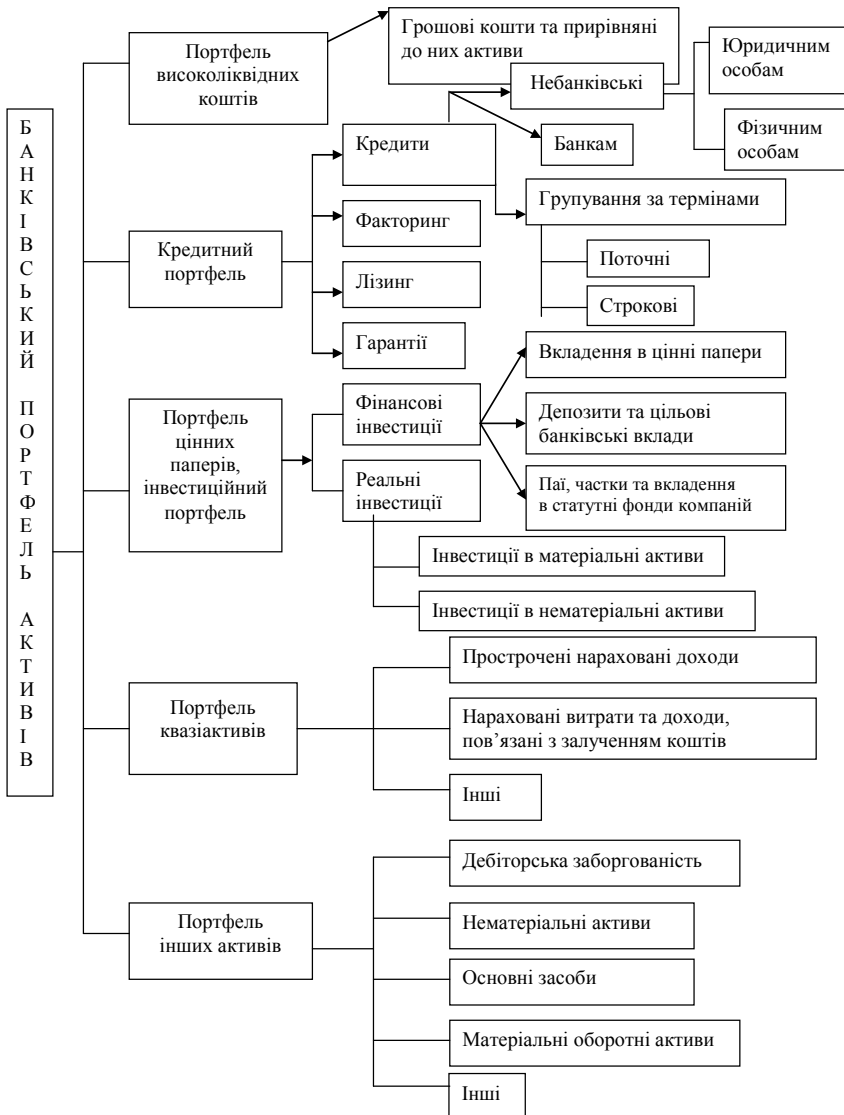 БАНКІВСЬКИЙ ПОРТФЕЛЬ АКТИВІВ
Портфель
високоліквідних
коштів
Грошові кошти та прирівняні
до них активи
Небанківські
Юридичним
особам
Фізичним
особам
Банкам
Кредитний
портфель
Кредити
Факторинг
Лізинг
Гарантії
Групування за термінами
Поточні
Строкові
Портфель
цінних
паперів,
інвестиційний
портфель
Фінансові
інвестиції
Реальні
інвестиції
Вкладення в цінні папери
Депозити та цільові
банківські вклади
Паї, частки та вкладення
в статутні фонди компаній
Інвестиції в матеріальні активи
Інвестиції в нематеріальні активи
Портфель
квазіактивів
Прострочені нараховані доходи
Нараховані витрати та доходи,
пов’язані з залученням коштів
Інші
Портфель
інших активів
Дебіторська заборгованість
Нематеріальні активи
Основні засоби
Матеріальні оборотні активи
Інші